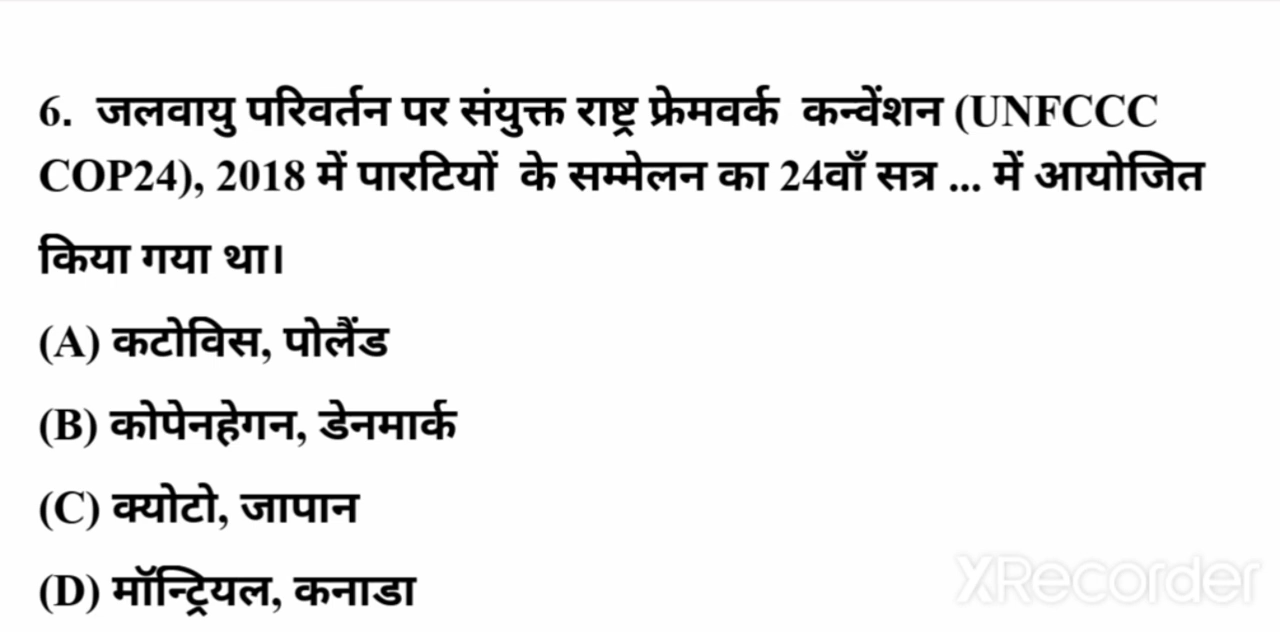 6. जलवायु परिवर्तन पर संयुक्त राष्ट्र फ्रेमवर्क कन्वेंशन (UNFCCC
COP24), 2018 में पारटियों के सम्मेलन का 24वाँ सत्र ... में आयोजित
किया गया था।
(A) कटोविस, पोलैंड
(B) कोपेनहेगन, डेनमार्क
(C) क्योटो, जापान
(D) मॉन्ट्रियल, कनाडा
XRecorder